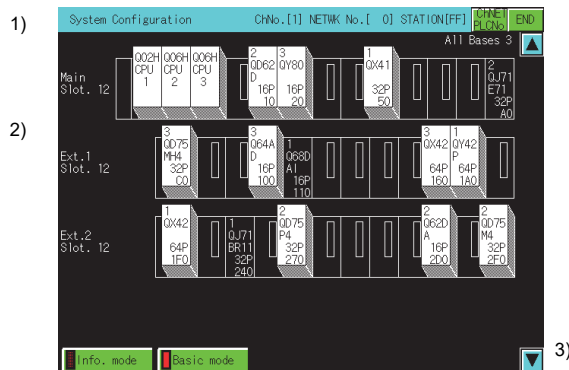 1)
System Configuration ChNo.[1] NETWK No.[ 0] STATION[FF] ChNET PLCNo END
All Bases 3
Main
Slot. 12
Q02H CPU 1
Q06H CPU 2
Q06H CPU 3
2 QD62 D 16P 10
3 QY80 16P 20
1 QX41 32P 50
2 QJ71 E71 32P A0
2)
Ext.1
Slot. 12
3 QD75 MH4 32P C0
3 Q64A D 16P 100
1 Q68D AI 16P 110
3 QX42 64P 160
1 QY42 P 64P 1A0
Ext.2
Slot. 12
1 QX42 64P 1F0
1 QJ71 BR11 32P 240
2 QD75 P4 32P 270
2 Q62D A 16P 2D0
2 QD75 M4 32P 2F0
Info. mode
Basic mode
3)